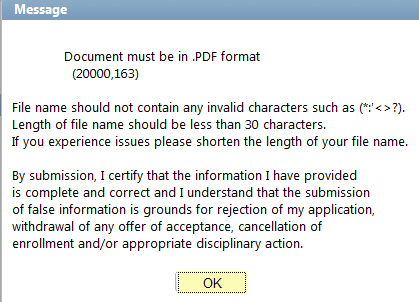 Message
Document must be in .PDF format
(20000,163)
File name should not contain any invalid characters such as (*:'<>?).
Length of file name should be less than 30 characters.
If you experience issues please shorten the length of your file name.
By submission, I certify that the information I have provided
is complete and correct and I understand that the submission
of false information is grounds for rejection of my application,
withdrawal of any offer of acceptance, cancellation of
enrollment and/or appropriate disciplinary action.
OK